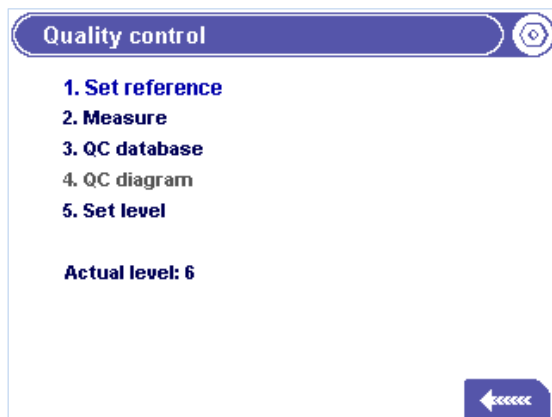 Quality control
1. Set reference
2. Measure
3. QC database
4. QC diagram
5. Set level
Actual level: 6